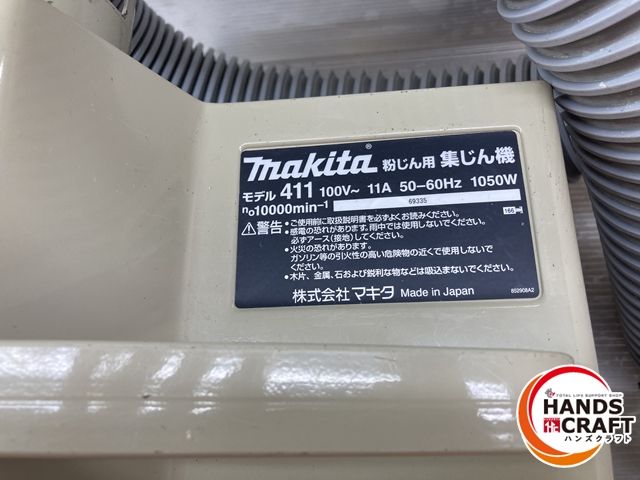 makita® 粉じん用 集じん機
モデル 411 100V~ 11A 50-60Hz 1050W
n₀10000min⁻¹ 69335
166
⚠警告 ・ご使用前に取扱説明書を必ずよくお読みください。
・感電の恐れがあります。雨中では使用しないでください。
必ずアース(接地)してください。
・火災の恐れがあります。
ガソリン等の引火性の高い危険物の近くで使用しないで
ください。
・木片、金属、石および鋭利な物などは吸込まないでください。
株式会社 マキタ Made in Japan 852908A2
TOTAL LIFE SUPPORT SHOP
HANDS
CRAFT
ハンズクラフト